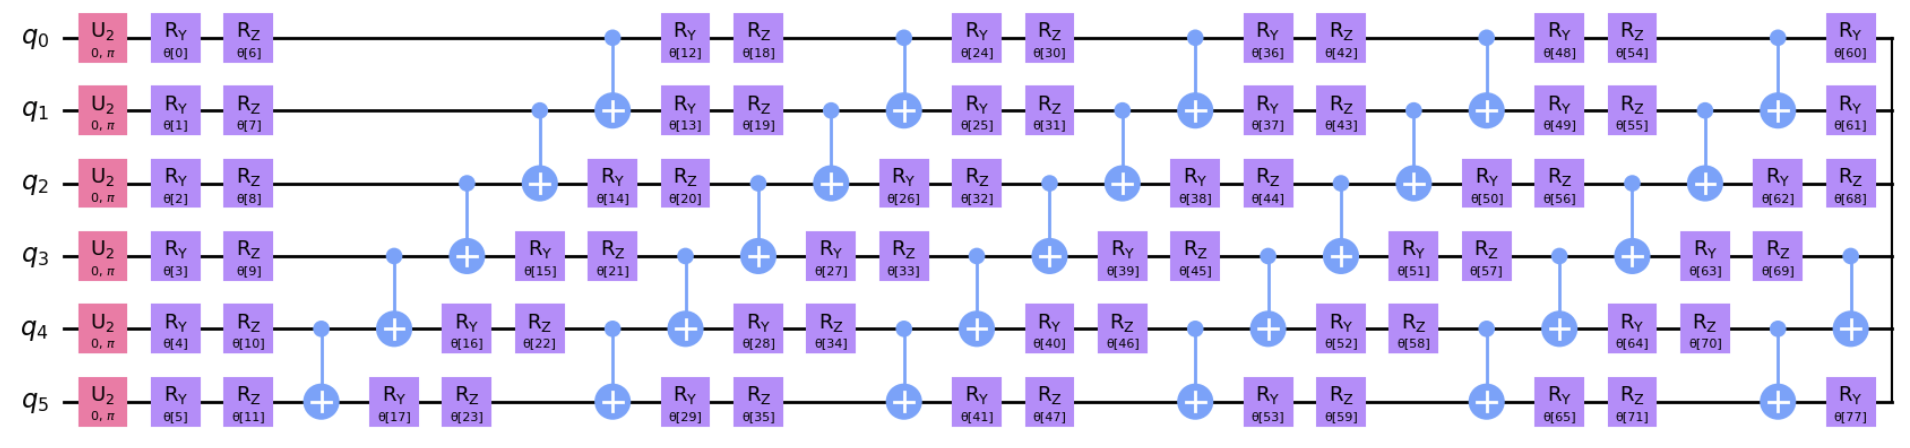 q0 U2 0, π RY θ[0] RZ θ[6] RY θ[12] RZ θ[18] RY θ[24] RZ θ[30] RY θ[36] RZ θ[42] RY θ[48] RZ θ[54] RY θ[60]
q1 U2 0, π RY θ[1] RZ θ[7] RY θ[13] RZ θ[19] RY θ[25] RZ θ[31] RY θ[37] RZ θ[43] RY θ[49] RZ θ[55] RY θ[61]
q2 U2 0, π RY θ[2] RZ θ[8] RY θ[14] RZ θ[20] RY θ[26] RZ θ[32] RY θ[38] RZ θ[44] RY θ[50] RZ θ[56] RY θ[62] RZ θ[68]
q3 U2 0, π RY θ[3] RZ θ[9] RY θ[15] RZ θ[21] RY θ[27] RZ θ[33] RY θ[39] RZ θ[45] RY θ[51] RZ θ[57] RY θ[63] RZ θ[69]
q4 U2 0, π RY θ[4] RZ θ[10] RY θ[16] RZ θ[22] RY θ[28] RZ θ[34] RY θ[40] RZ θ[46] RY θ[52] RZ θ[58] RY θ[64] RZ θ[70]
q5 U2 0, π RY θ[5] RZ θ[11] RY θ[17] RZ θ[23] RY θ[29] RZ θ[35] RY θ[41] RZ θ[47] RY θ[53] RZ θ[59] RY θ[65] RZ θ[71] RY θ[77]